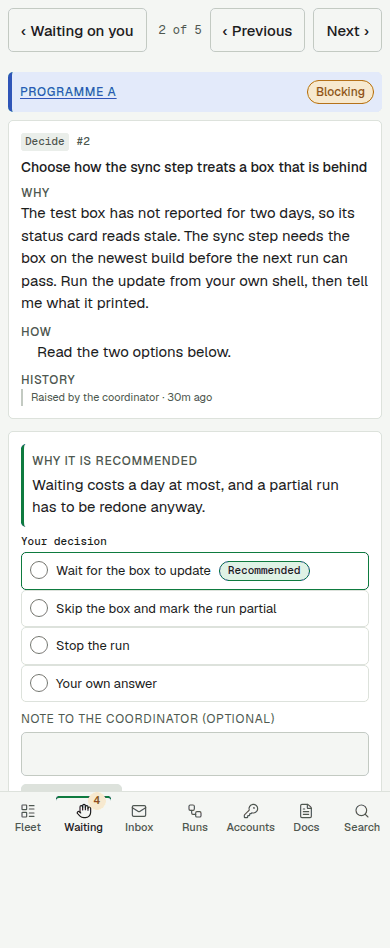 ‹ Waiting on you
2 of 5
‹ Previous
Next ›
PROGRAMME A
Blocking
Decide #2
Choose how the sync step treats a box that is behind
WHY
The test box has not reported for two days, so its
status card reads stale. The sync step needs the
box on the newest build before the next run can
pass. Run the update from your own shell, then tell
me what it printed.
HOW
Read the two options below.
HISTORY
Raised by the coordinator · 30m ago
WHY IT IS RECOMMENDED
Waiting costs a day at most, and a partial run
has to be redone anyway.
Your decision
Wait for the box to update Recommended
Skip the box and mark the run partial
Stop the run
Your own answer
NOTE TO THE COORDINATOR (OPTIONAL)
4
Fleet
Waiting
Inbox
Runs
Accounts
Docs
Search